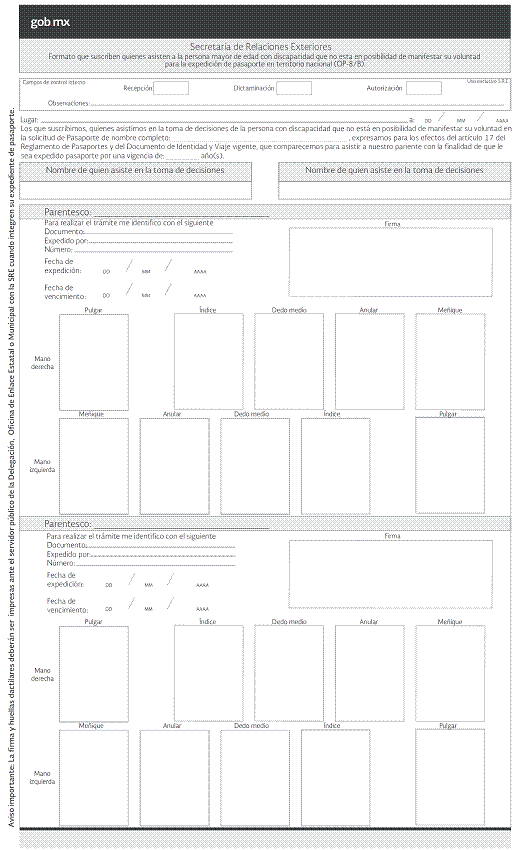 gob mx
Secretaría de Relaciones Exteriores
Formato que suscriben quienes asisten a la persona mayor de edad con discapacidad que no esta en posibilidad de manifestar su voluntad
para la expedición de pasaporte en territorio nacional (OP-8/B).
Campos de control interno
Uso exclusivo S.R.E.
Recepción
Dictaminación
Autorización
Observaciones:
Lugar:
a: DD / MM / AAAA
Los que suscribimos, quienes asistimos en la toma de decisiones de la persona con discapacidad que no está en posibilidad de manifestar su voluntad en
la solicitud de Pasaporte de nombre completo: , expresamos para los efectos del artículo 17 del
Reglamento de Pasaportes y del Documento de Identidad y Viaje vigente, que comparecemos para asistir a nuestro pariente con la finalidad de que le
sea expedido pasaporte por una vigencia de: año(s).
Nombre de quien asiste en la toma de decisiones
Nombre de quien asiste en la toma de decisiones
Parentesco:
Para realizar el trámite me identifico con el siguiente
Documento:
Expedido por:
Número:
Firma
Fecha de
expedición: DD / MM / AAAA
Fecha de
vencimiento: DD / MM / AAAA
Pulgar Índice Dedo medio Anular Meñique
Mano
derecha
Meñique Anular Dedo medio Índice Pulgar
Mano
izquierda
Parentesco:
Para realizar el trámite me identifico con el siguiente
Documento:
Expedido por:
Número:
Firma
Fecha de
expedición: DD / MM / AAAA
Fecha de
vencimiento: DD / MM / AAAA
Pulgar Índice Dedo medio Anular Meñique
Mano
derecha
Meñique Anular Dedo medio Índice Pulgar
Mano
izquierda
Aviso importante: La firma y huellas dactilares deberán ser impresas ante el servidor público de la Delegación, Oficina de Enlace Estatal o Municipal con la SRE cuando integren su expediente de pasaporte.